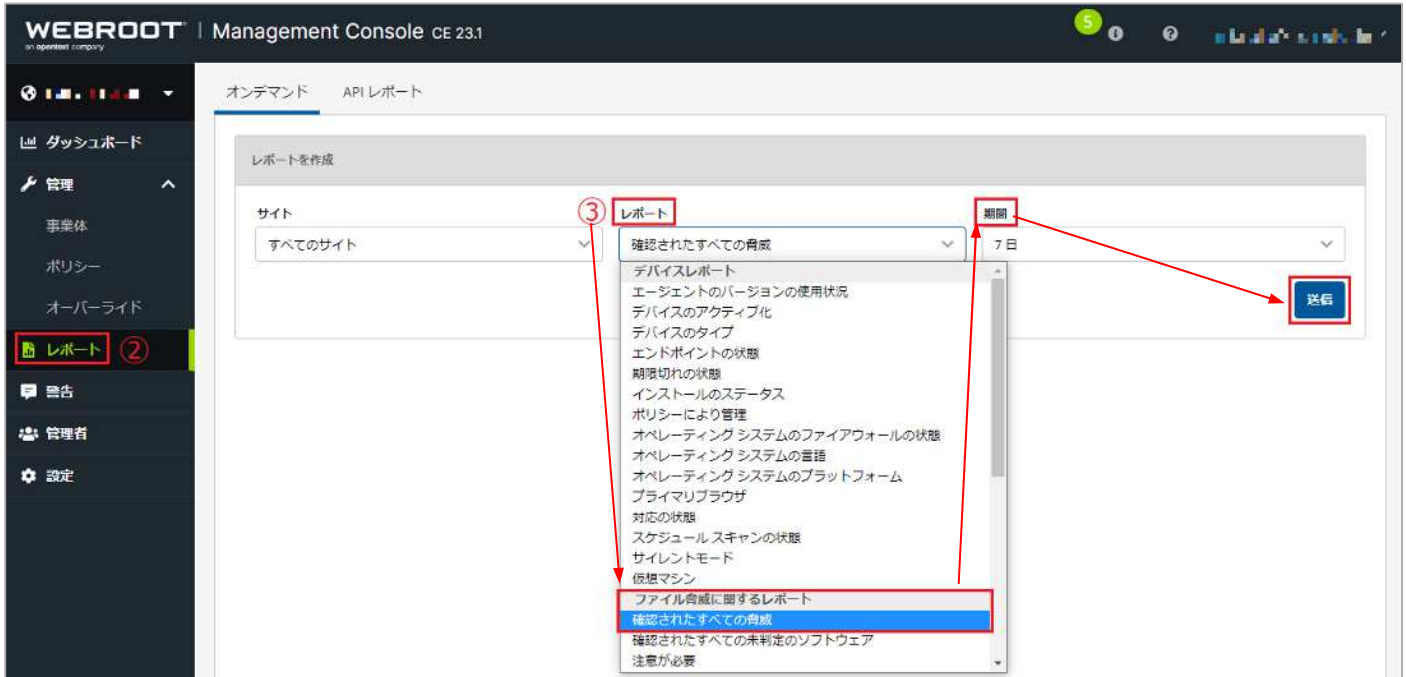 WEBROOT | Management Console CE 23.1
an opentext company
5
オンデマンド APIレポート
ダッシュボード
管理
事業体
ポリシー
オーバーライド
レポート ②
警告
管理者
設定
レポートを作成
サイト
すべてのサイト
③ レポート
確認されたすべての脅威
期間
7 日
送信
デバイスレポート
エージェントのバージョンの使用状況
デバイスのアクティブ化
デバイスのタイプ
エンドポイントの状態
期限切れの状態
インストールのステータス
ポリシーにより管理
オペレーティング システムのファイアウォールの状態
オペレーティング システムの言語
オペレーティング システムのプラットフォーム
プライマリブラウザ
対応の状態
スケジュール スキャンの状態
サイレントモード
仮想マシン
ファイル脅威に関するレポート
確認されたすべての脅威
確認されたすべての未判定のソフトウェア
注意が必要